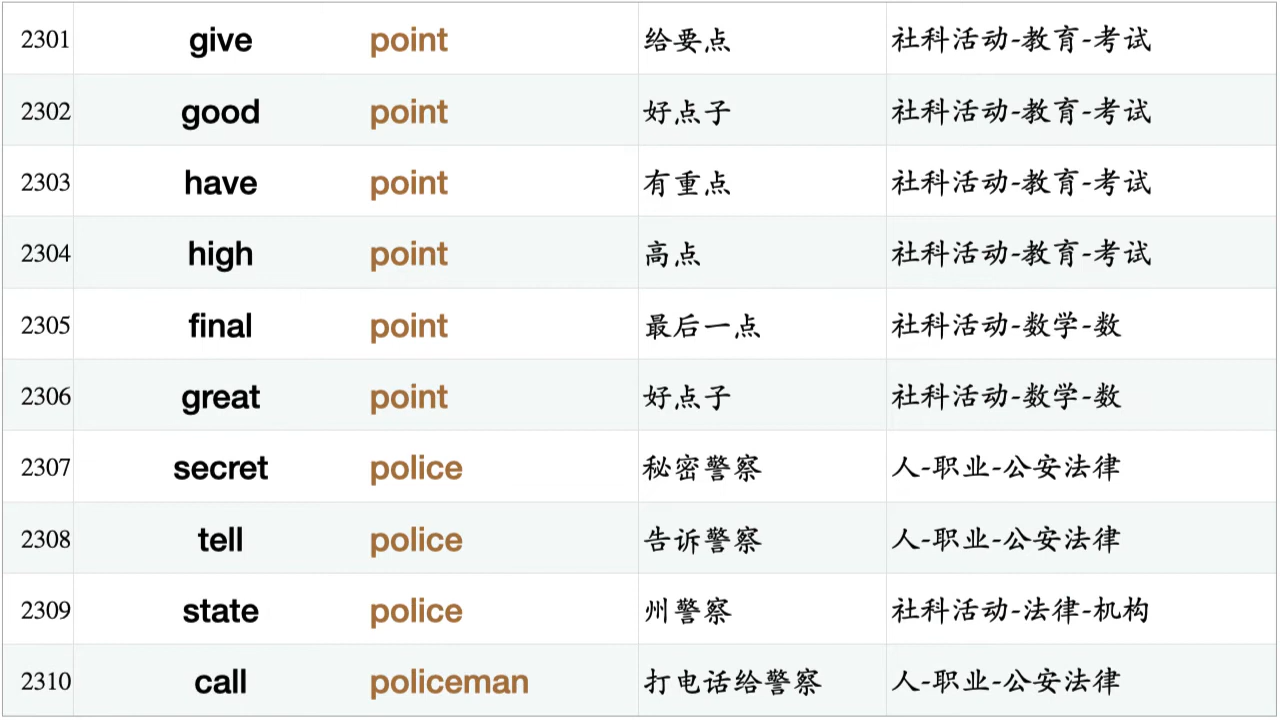 2301 give point 给要点 社科活动-教育-考试
2302 good point 好点子 社科活动-教育-考试
2303 have point 有重点 社科活动-教育-考试
2304 high point 高点 社科活动-教育-考试
2305 final point 最后一点 社科活动-数学-数
2306 great point 好点子 社科活动-数学-数
2307 secret police 秘密警察 人-职业-公安法律
2308 tell police 告诉警察 人-职业-公安法律
2309 state police 州警察 社科活动-法律-机构
2310 call policeman 打电话给警察 人-职业-公安法律